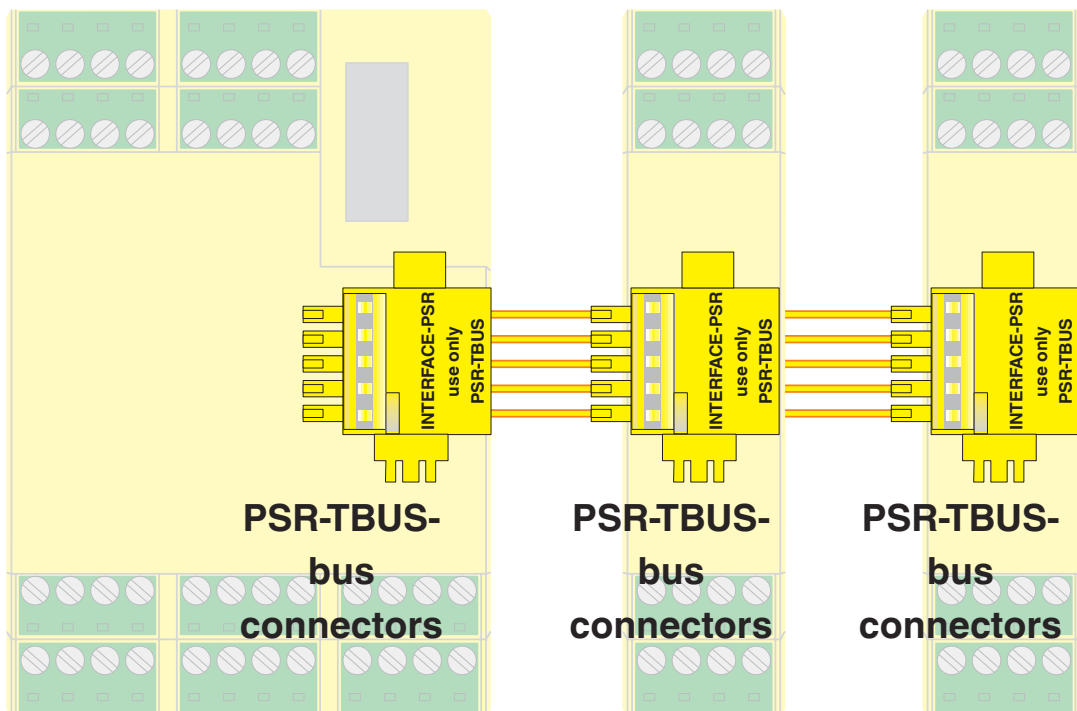 INTERFACE-PSR
use only
PSR-TBUS
INTERFACE-PSR
use only
PSR-TBUS
INTERFACE-PSR
use only
PSR-TBUS
PSR-TBUS-
bus
connectors
PSR-TBUS-
bus
connectors
PSR-TBUS-
bus
connectors